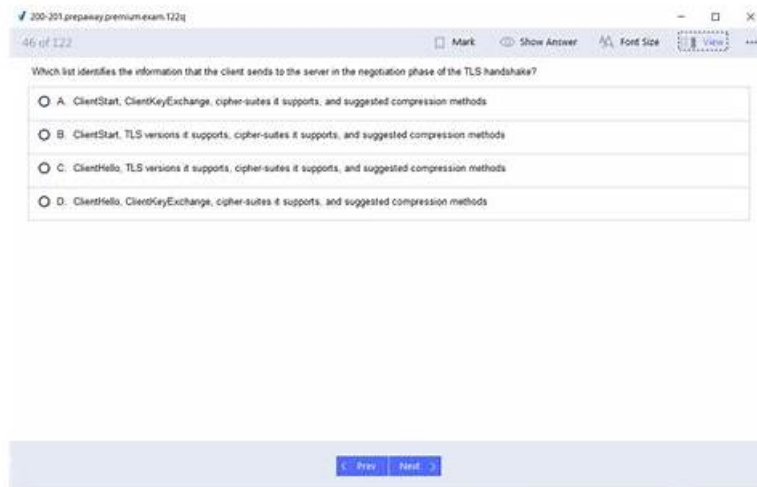 200-201.prepaway.premium.exam.122q
46 of 122 Mark Show Answer Font Size View
Which list identifies the information that the client sends to the server in the negotiation phase of the TLS handshake?
A. ClientStart, ClientKeyExchange, cipher-suites it supports, and suggested compression methods
B. ClientStart, TLS versions it supports, cipher-suites it supports, and suggested compression methods
C. ClientHello, TLS versions it supports, cipher-suites it supports, and suggested compression methods
D. ClientHello, ClientKeyExchange, cipher-suites it supports, and suggested compression methods
Prev Next